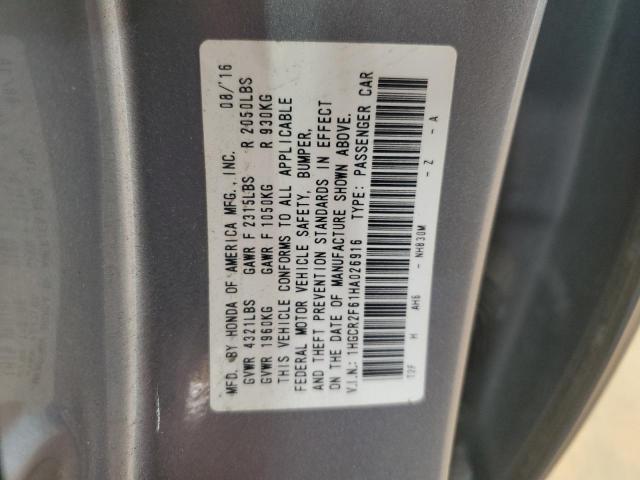 MFG. BY HONDA OF AMERICA MFG., INC. 08/'16
GVWR 4321LBS GAWR F 2315LBS R 2050LBS
GVWR 1960KG GAWR F 1050KG R 930KG
THIS VEHICLE CONFORMS TO ALL APPLICABLE
FEDERAL MOTOR VEHICLE SAFETY, BUMPER,
AND THEFT PREVENTION STANDARDS IN EFFECT
ON THE DATE OF MANUFACTURE SHOWN ABOVE.
V.I.N.: 1HGCR2F61HA026916 TYPE: PASSENGER CAR
T2F H AH6 - NH830M - Z - A